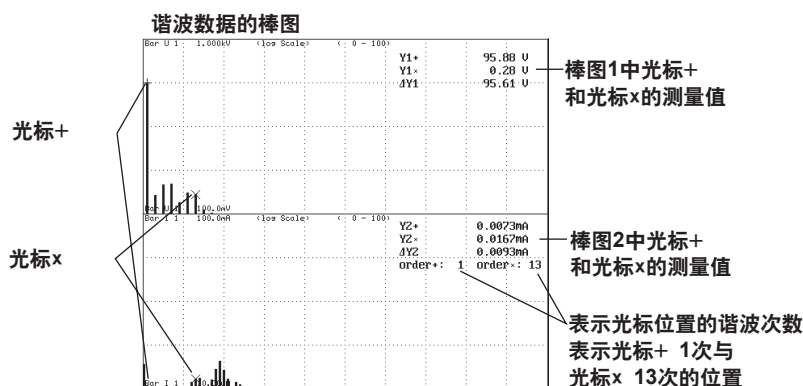 谐波数据的棒图
Bar U 1 1.000kV (log Scale) ( 0 - 100)
Y1+ 95.88 V
Y1× 0.28 V
ΔY1 95.61 V
棒图1中光标+
和光标x的测量值
光标+
Bar U 1 100.0mV
Bar I 1 100.0mA (log Scale) ( 0 - 100)
Y2+ 0.0073mA
Y2× 0.0167mA
ΔY2 0.0093mA
order+: 1 order×: 13
棒图2中光标+
和光标x的测量值
光标x
表示光标位置的谐波次数
表示光标+ 1次与
光标x 13次的位置
Bar I 1